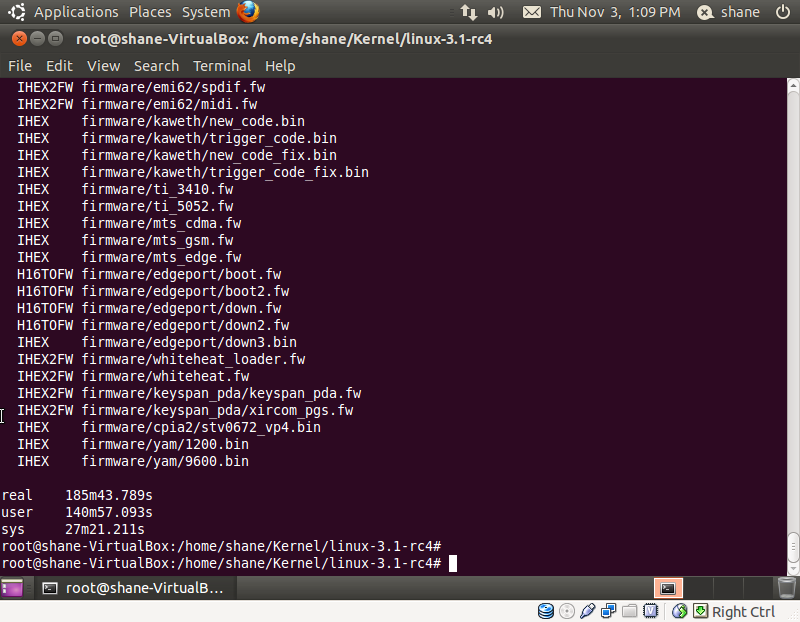 Applications Places System Thu Nov 3, 1:09 PM shane
root@shane-VirtualBox: /home/shane/Kernel/linux-3.1-rc4
File Edit View Search Terminal Help
IHEX2FW firmware/emi62/spdif.fw
IHEX2FW firmware/emi62/midi.fw
IHEX    firmware/kaweth/new_code.bin
IHEX    firmware/kaweth/trigger_code.bin
IHEX    firmware/kaweth/new_code_fix.bin
IHEX    firmware/kaweth/trigger_code_fix.bin
IHEX    firmware/ti_3410.fw
IHEX    firmware/ti_5052.fw
IHEX    firmware/mts_cdma.fw
IHEX    firmware/mts_gsm.fw
IHEX    firmware/mts_edge.fw
H16TOFW firmware/edgeport/boot.fw
H16TOFW firmware/edgeport/boot2.fw
H16TOFW firmware/edgeport/down.fw
H16TOFW firmware/edgeport/down2.fw
IHEX    firmware/edgeport/down3.bin
IHEX2FW firmware/whiteheat_loader.fw
IHEX2FW firmware/whiteheat.fw
IHEX2FW firmware/keyspan_pda/keyspan_pda.fw
IHEX2FW firmware/keyspan_pda/xircom_pgs.fw
IHEX    firmware/cpia2/stv0672_vp4.bin
IHEX    firmware/yam/1200.bin
IHEX    firmware/yam/9600.bin
real    185m43.789s
user    140m57.093s
sys     27m21.211s
root@shane-VirtualBox:/home/shane/Kernel/linux-3.1-rc4#
root@shane-VirtualBox:/home/shane/Kernel/linux-3.1-rc4#
root@shane-VirtualB...
Right Ctrl